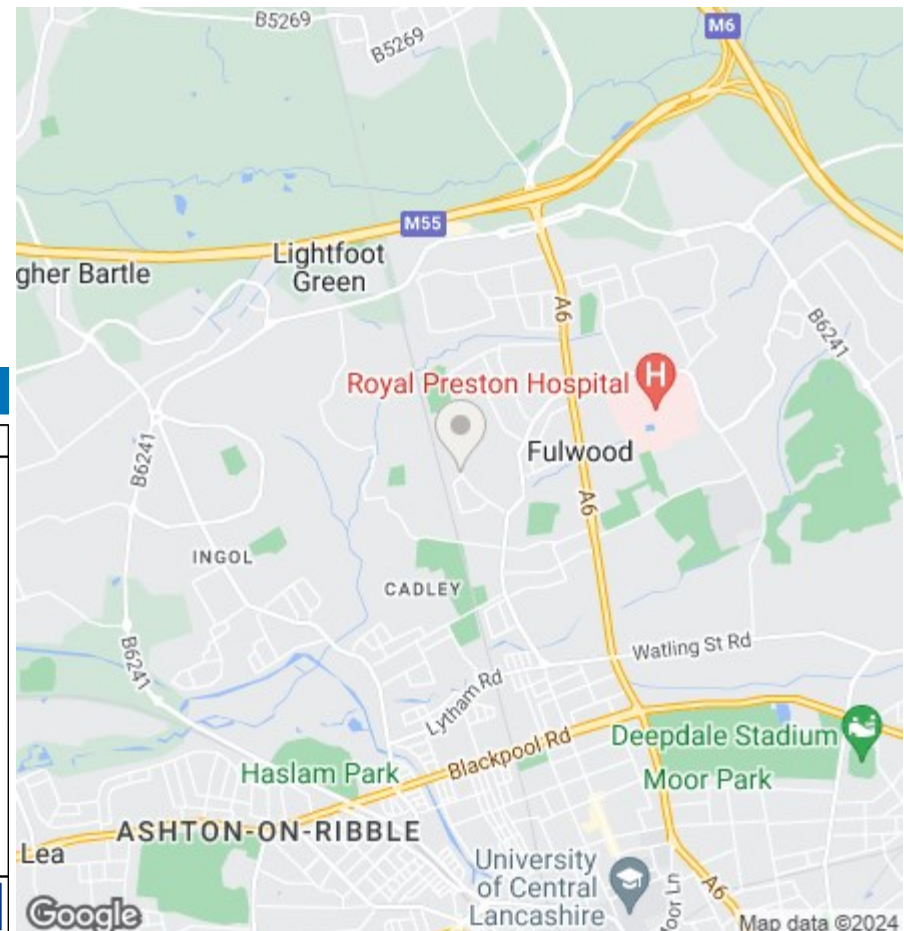 B5269
B5269
M6
M55
Lightfoot
Green
gher Bartle
A6
B6241
Royal Preston Hospital
H
Fulwood
B6241
A6
INGOL
CADLEY
B6241
Watling St Rd
Lytham Rd
Blackpool Rd
Deepdale Stadium
Moor Park
Haslam Park
ASHTON-ON-RIBBLE
Lea
University
of Central
Lancashire
oor Ln
A6
Google
Map data ©2024